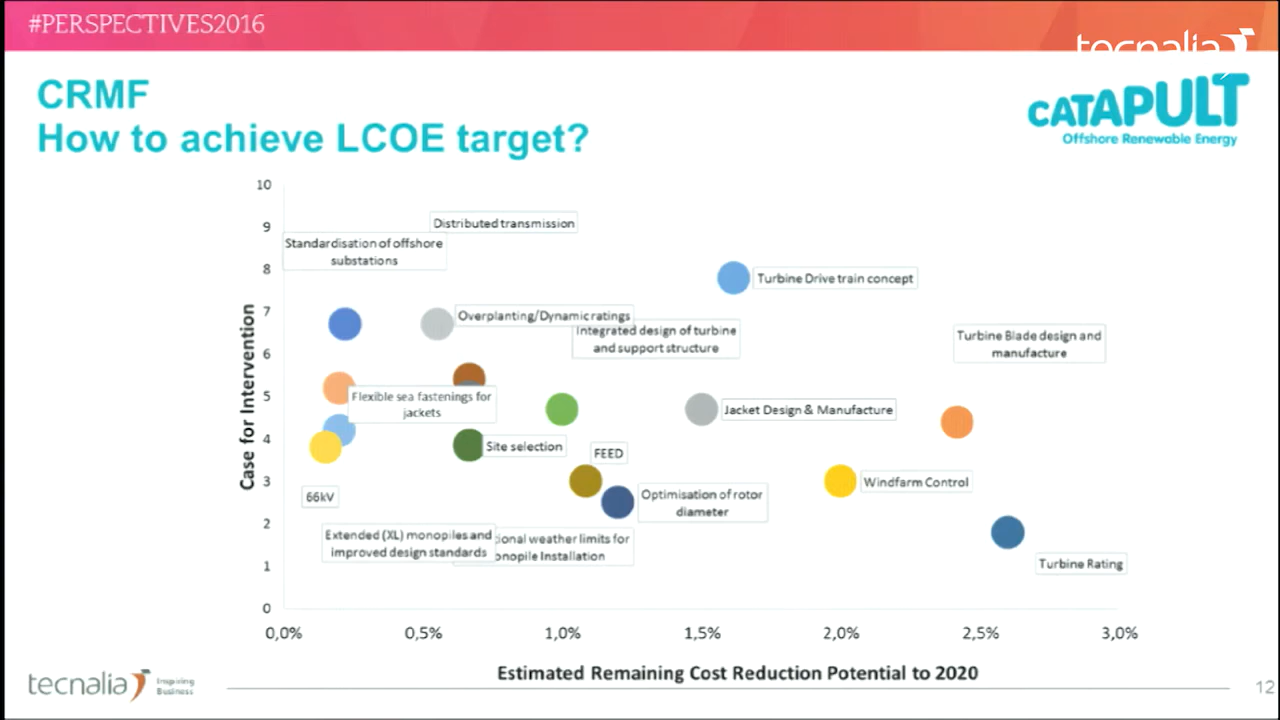 #PERSPECTIVES2016
tecnalia
CRMF
How to achieve LCOE target?
CATAPULT
Offshore Renewable Energy
Case for Intervention
10
9
8
7
6
5
4
3
2
1
0
Distributed transmission
Standardisation of offshore
substations
Turbine Drive train concept
Overplanting/Dynamic ratings
Integrated design of turbine
and support structure
Turbine Blade design and
manufacture
Flexible sea fastenings for
jackets
Jacket Design & Manufacture
Site selection
FEED
Windfarm Control
66kV
Optimisation of rotor
diameter
Extended (XL) monopiles and
improved design standards
weather limits for
Installation
Turbine Rating
0,0%
0,5%
1,0%
1,5%
2,0%
2,5%
3,0%
Estimated Remaining Cost Reduction Potential to 2020
tecnalia
Inspiring
Business
12